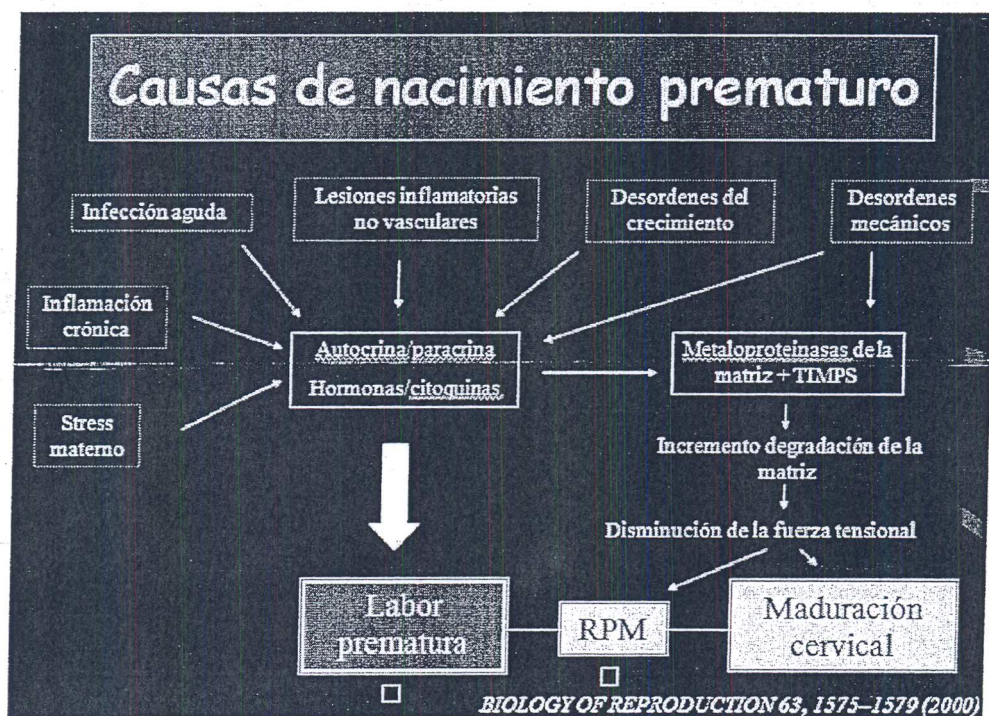 Causas de nacimiento prematuro
Infección aguda
Lesiones inflamatorias
no vasculares
Desordenes del
crecimiento
Desordenes
mecánicos
Inflamación
crónica
Stress
materno
Autocrina/paracrina
Hormonas/citoquinas
Metaloproteinasas de la
matriz + TIMPS
Incremento degradación de la
matriz
Disminución de la fuerza tensional
Labor
prematura
RPM
Maduración
cervical
BIOLOGY OF REPRODUCTION 63, 1575–1579 (2000)